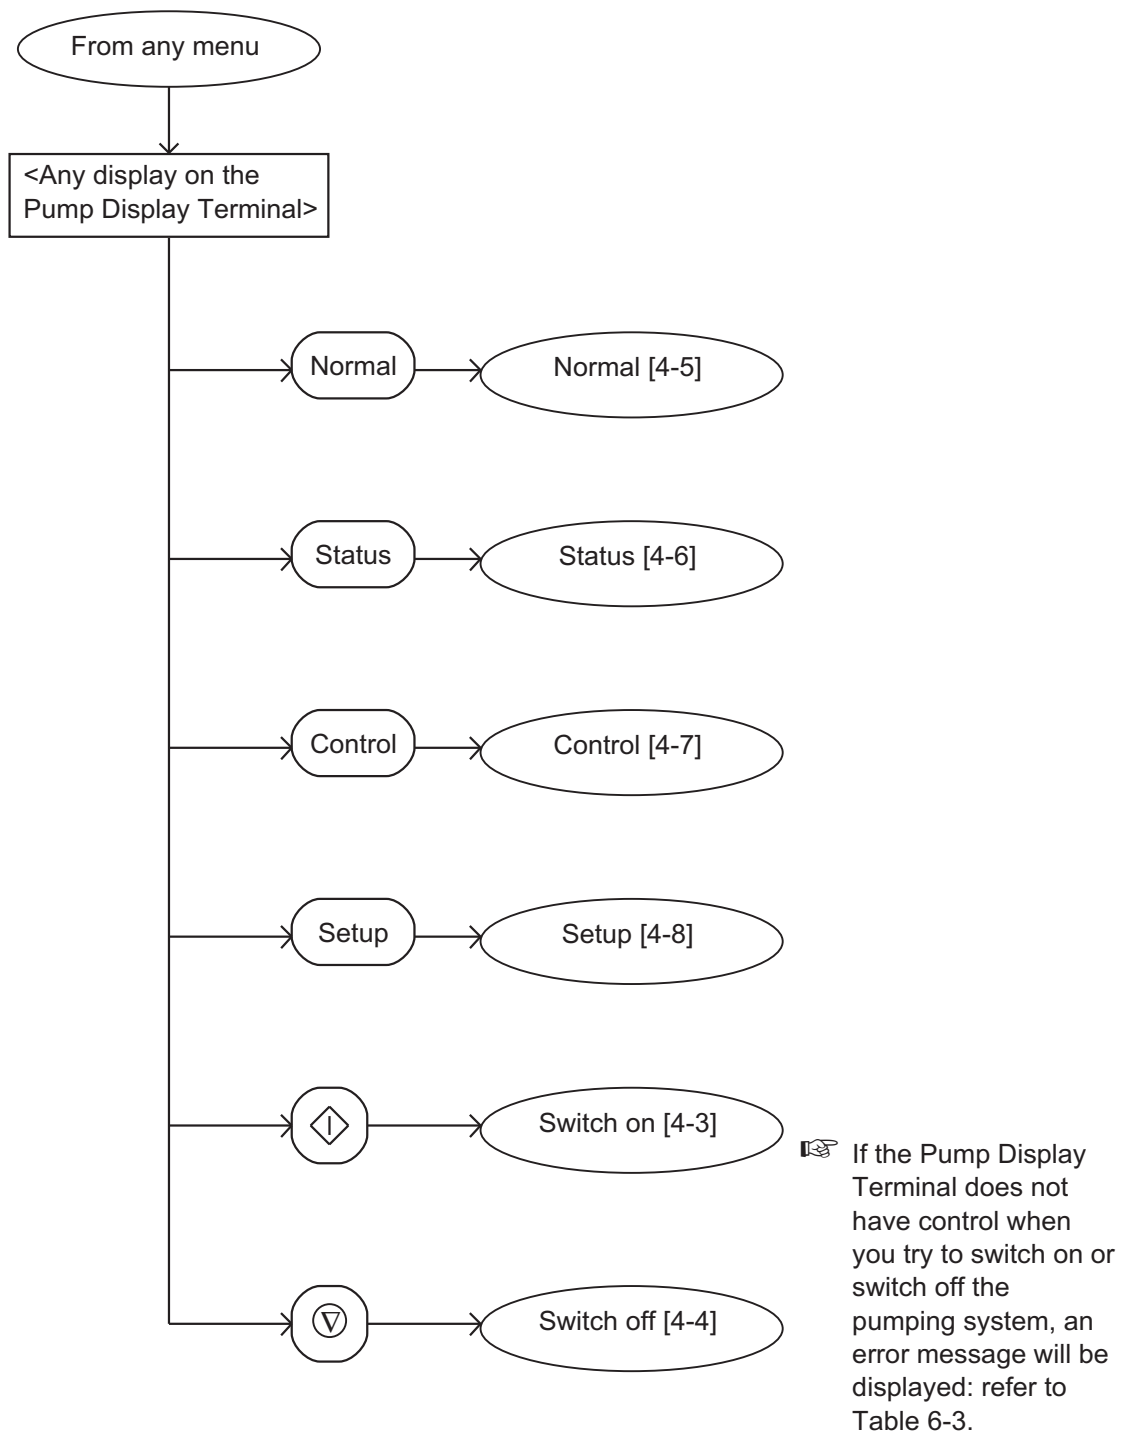 From any menu
<Any display on the
Pump Display Terminal>
Normal
Normal [4-5]
Status
Status [4-6]
Control
Control [4-7]
Setup
Setup [4-8]
Switch on [4-3]
Switch off [4-4]
☞ If the Pump Display
Terminal does not
have control when
you try to switch on or
switch off the
pumping system, an
error message will be
displayed: refer to
Table 6-3.